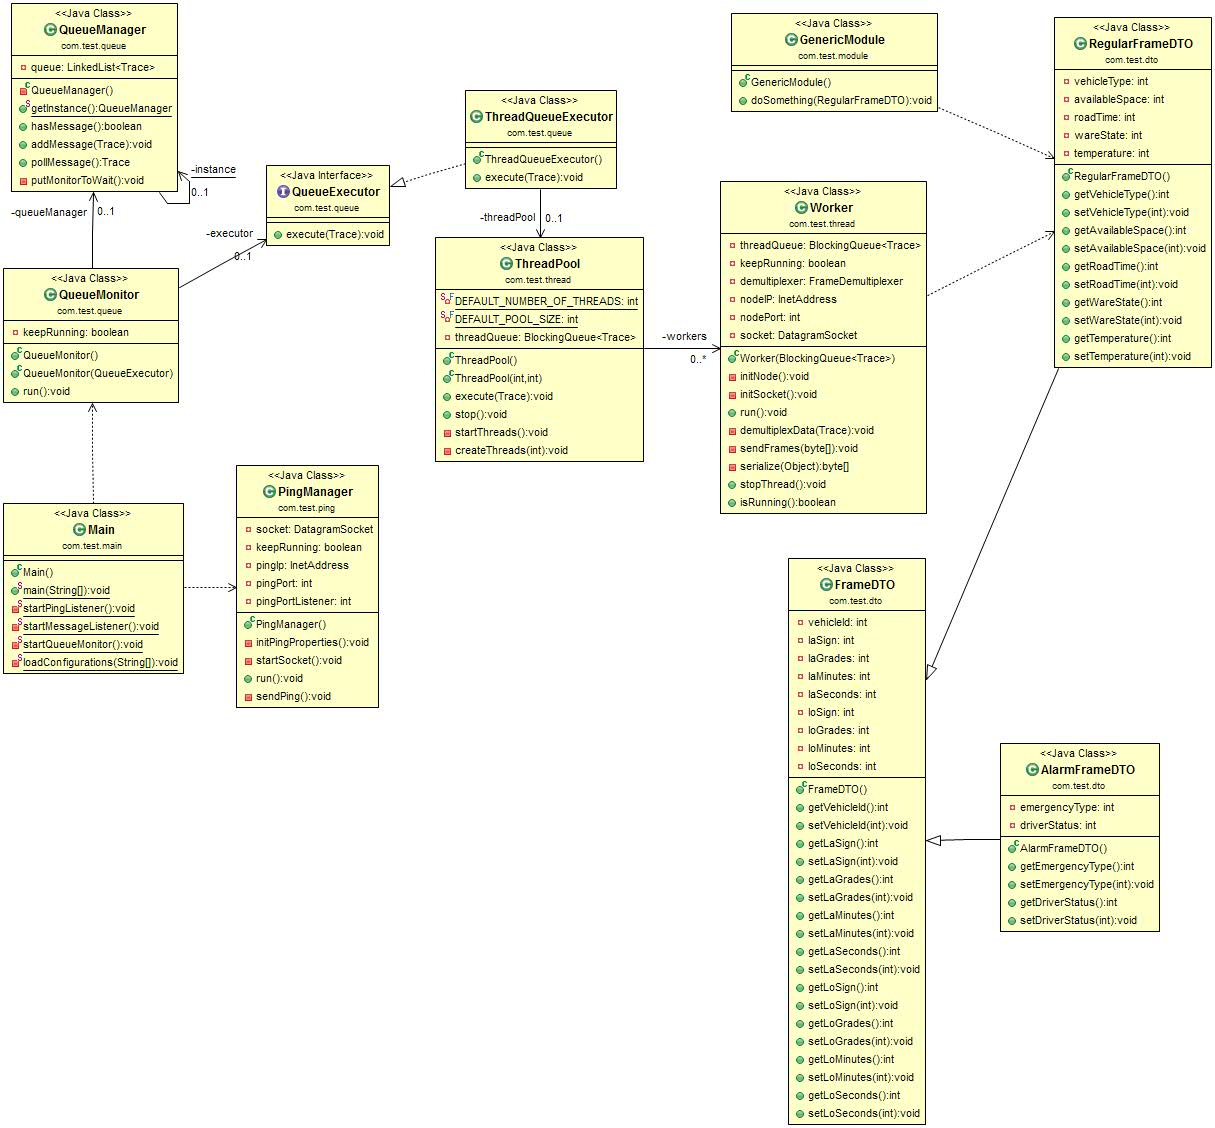 <<Java Class>>
QueueManager
com.test.queue
queue: LinkedList<Trace>
QueueManager()
getInstance():QueueManager
hasMessage():boolean
addMessage(Trace):void
pollMessage():Trace
putMonitorToWait():void
-instance
0..1
-queueManager
0..1
<<Java Interface>>
QueueExecutor
com.test.queue
execute(Trace):void
-executor
0..1
<<Java Class>>
ThreadQueueExecutor
com.test.queue
ThreadQueueExecutor()
execute(Trace):void
-threadPool
0..1
<<Java Class>>
GenericModule
com.test.module
GenericModule()
doSomething(RegularFrameDTO):void
<<Java Class>>
RegularFrameDTO
com.test.dto
vehicleType: int
availableSpace: int
roadTime: int
wareState: int
temperature: int
RegularFrameDTO()
getVehicleType():int
setVehicleType(int):void
getAvailableSpace():int
setAvailableSpace(int):void
getRoadTime():int
setRoadTime(int):void
getWareState():int
setWareState(int):void
getTemperature():int
setTemperature(int):void
<<Java Class>>
QueueMonitor
com.test.queue
keepRunning: boolean
QueueMonitor()
QueueMonitor(QueueExecutor)
run():void
<<Java Class>>
ThreadPool
com.test.thread
DEFAULT_NUMBER_OF_THREADS: int
DEFAULT_POOL_SIZE: int
threadQueue: BlockingQueue<Trace>
ThreadPool()
ThreadPool(int,int)
execute(Trace):void
stop():void
startThreads():void
createThreads(int):void
-workers
0..*
<<Java Class>>
Worker
com.test.thread
threadQueue: BlockingQueue<Trace>
keepRunning: boolean
demultiplexer: FrameDemultiplexer
nodeIP: InetAddress
nodePort: int
socket: DatagramSocket
Worker(BlockingQueue<Trace>)
initNode():void
initSocket():void
run():void
demultiplexData(Trace):void
sendFrames(byte[]):void
serialize(Object):byte[]
stopThread():void
isRunning():boolean
<<Java Class>>
Main
com.test.main
Main()
main(String[]):void
startPingListener():void
startMessageListener():void
startQueueMonitor():void
loadConfigurations(String[]):void
<<Java Class>>
PingManager
com.test.ping
socket: DatagramSocket
keepRunning: boolean
pingIp: InetAddress
pingPort: int
pingPortListener: int
PingManager()
initPingProperties():void
startSocket():void
run():void
sendPing():void
<<Java Class>>
FrameDTO
com.test.dto
vehicleId: int
laSign: int
laGrades: int
laMinutes: int
laSeconds: int
loSign: int
loGrades: int
loMinutes: int
loSeconds: int
FrameDTO()
getVehicleId():int
setVehicleId(int):void
getLaSign():int
setLaSign(int):void
getLaGrades():int
setLaGrades(int):void
getLaMinutes():int
setLaMinutes(int):void
getLaSeconds():int
setLaSeconds(int):void
getLoSign():int
setLoSign(int):void
getLoGrades():int
setLoGrades(int):void
getLoMinutes():int
setLoMinutes(int):void
getLoSeconds():int
setLoSeconds(int):void
<<Java Class>>
AlarmFrameDTO
com.test.dto
emergencyType: int
driverStatus: int
AlarmFrameDTO()
getEmergencyType():int
setEmergencyType(int):void
getDriverStatus():int
setDriverStatus(int):void